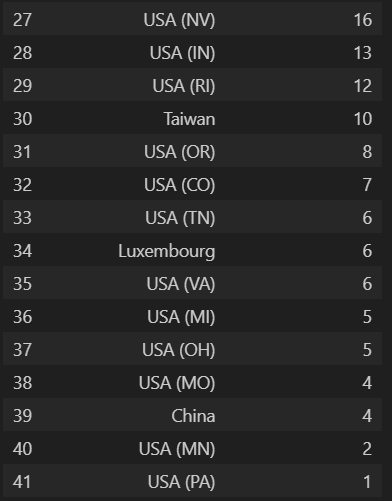 27 USA (NV) 16
28 USA (IN) 13
29 USA (RI) 12
30 Taiwan 10
31 USA (OR) 8
32 USA (CO) 7
33 USA (TN) 6
34 Luxembourg 6
35 USA (VA) 6
36 USA (MI) 5
37 USA (OH) 5
38 USA (MO) 4
39 China 4
40 USA (MN) 2
41 USA (PA) 1